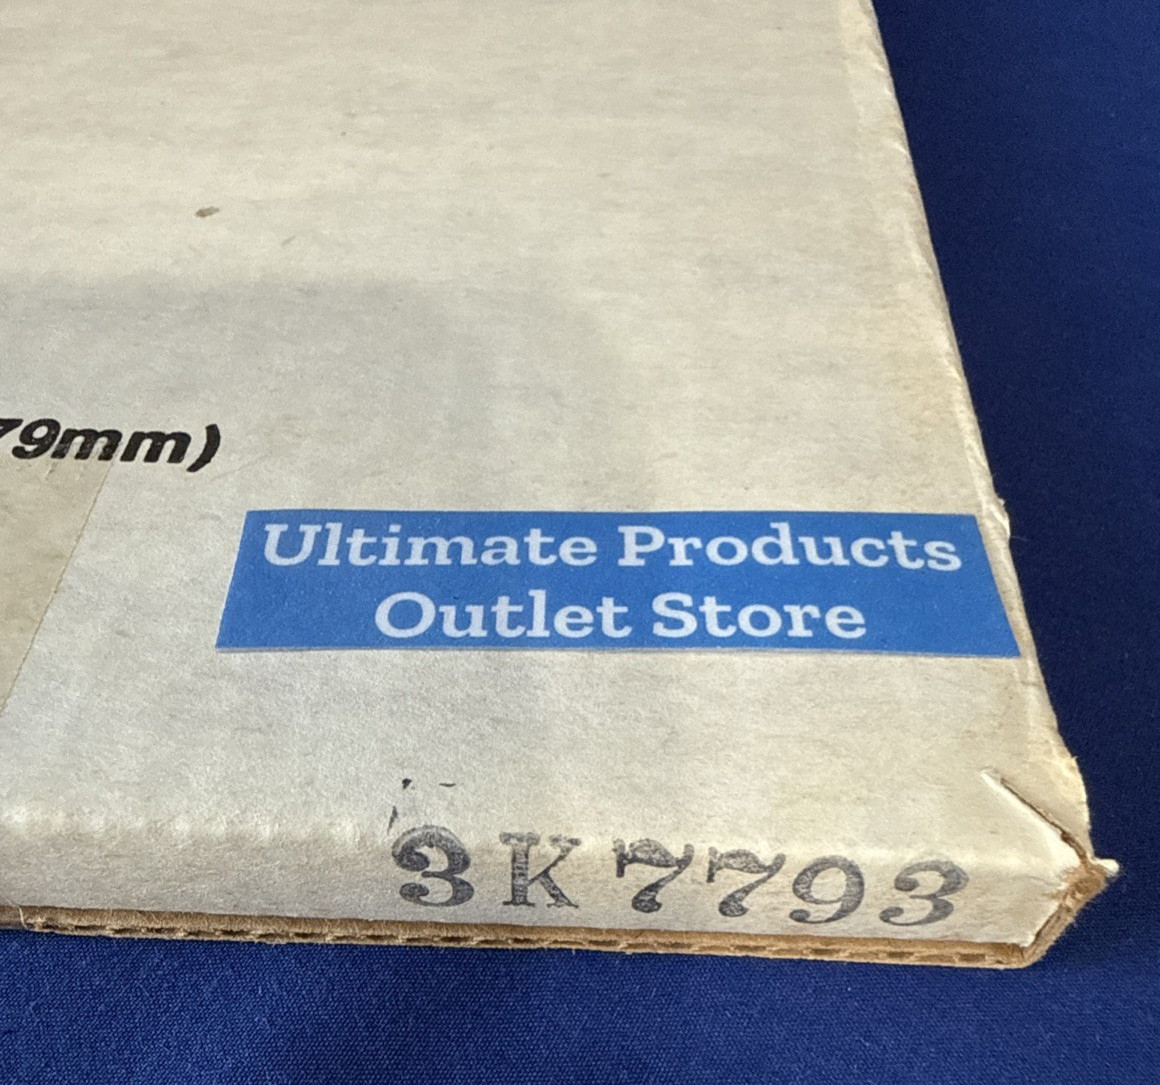 79mm)
Ultimate Products
Outlet Store
3K7793